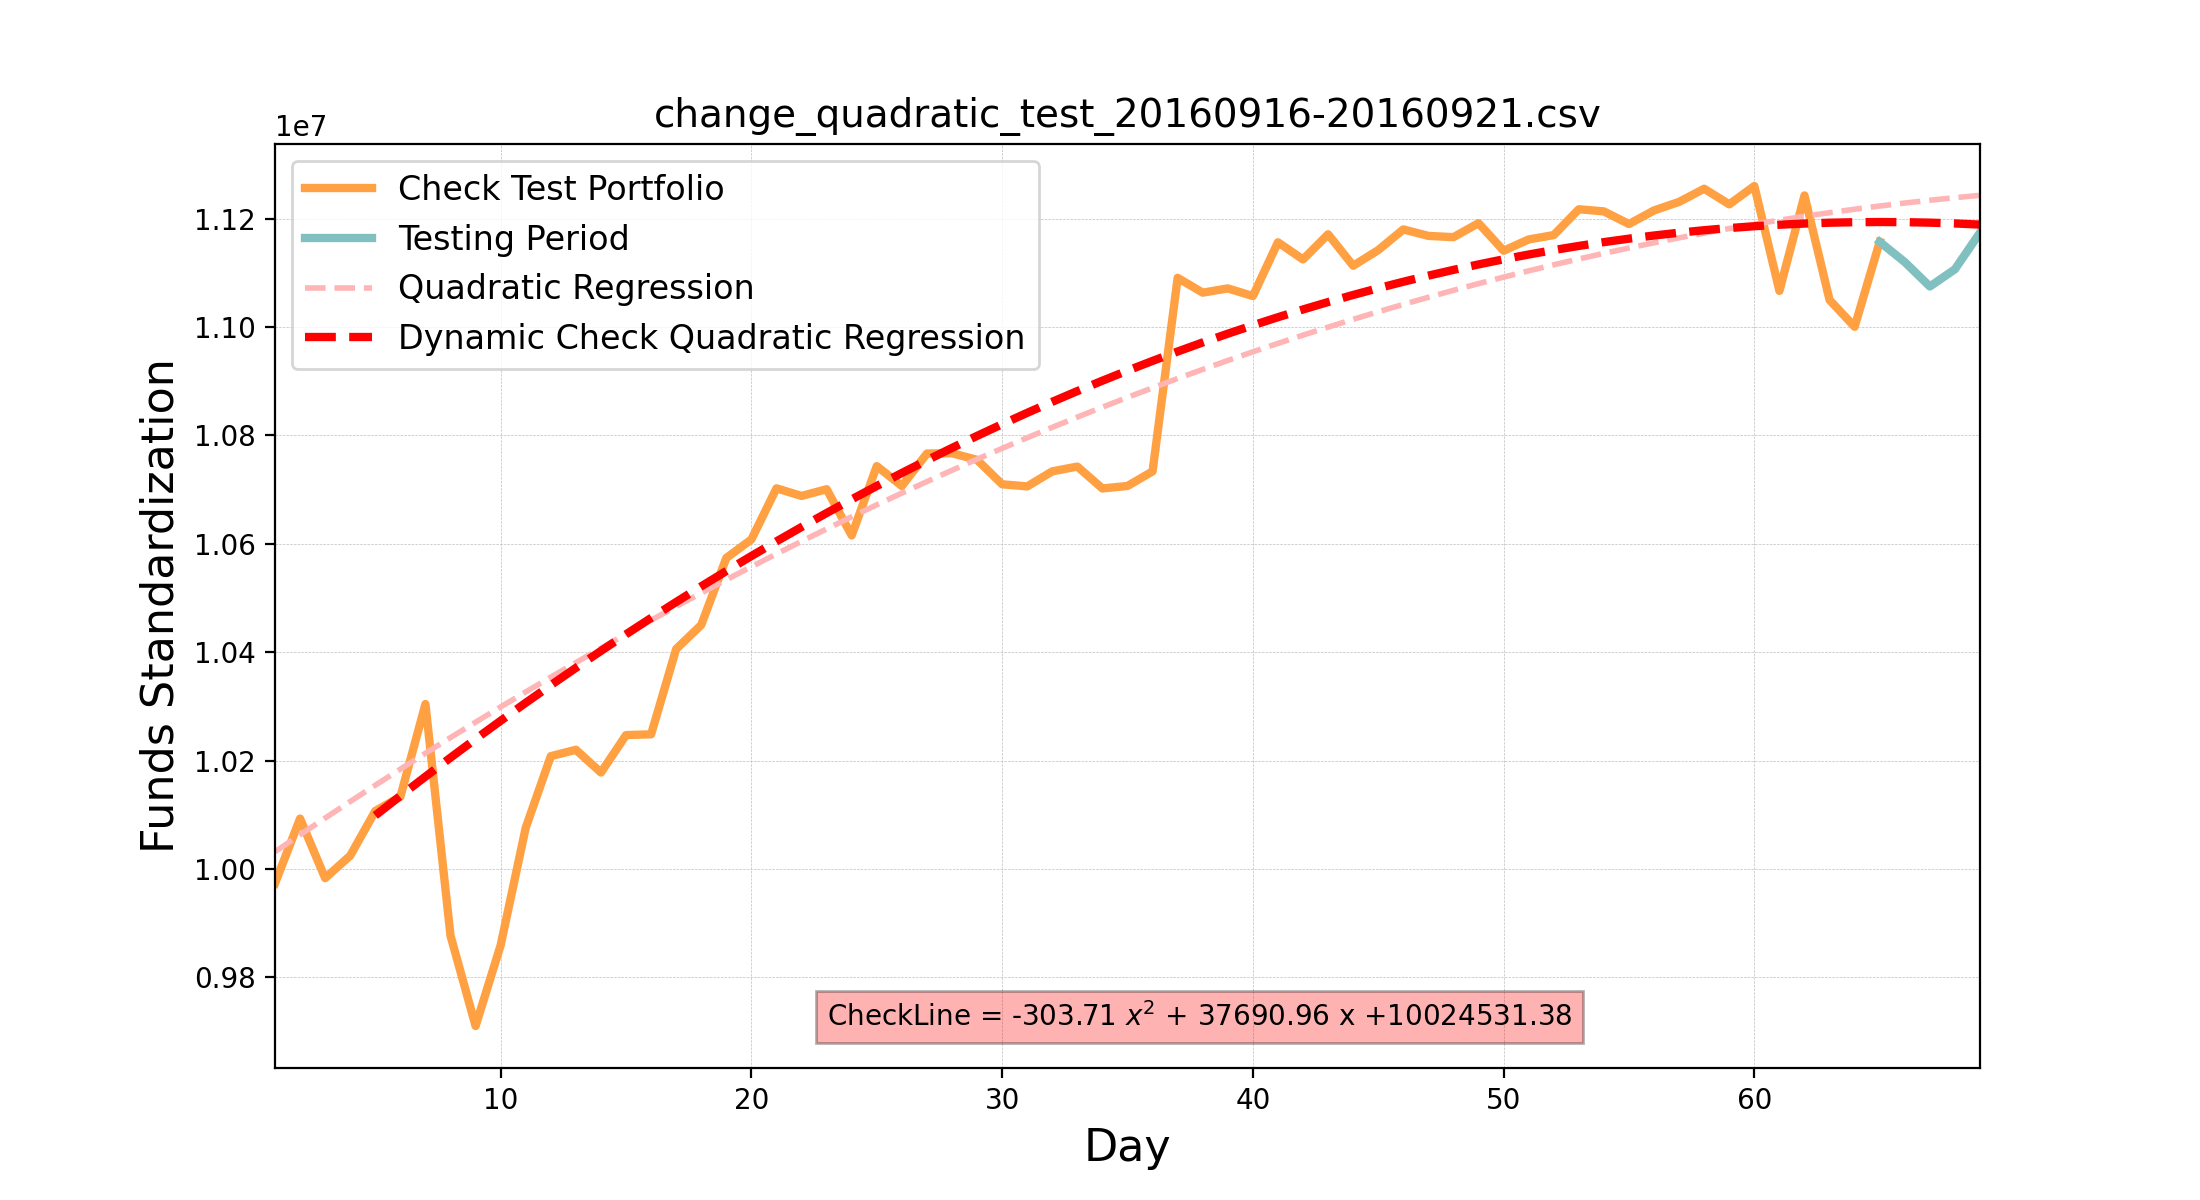 change_quadratic_test_20160916-20160921.csv
1e7
Check Test Portfolio
Testing Period
Quadratic Regression
Dynamic Check Quadratic Regression
1.12
1.10
1.08
1.06
1.04
1.02
1.00
0.98
Funds Standardization
CheckLine = -303.71 x² + 37690.96 x +10024531.38
10 20 30 40 50 60
Day